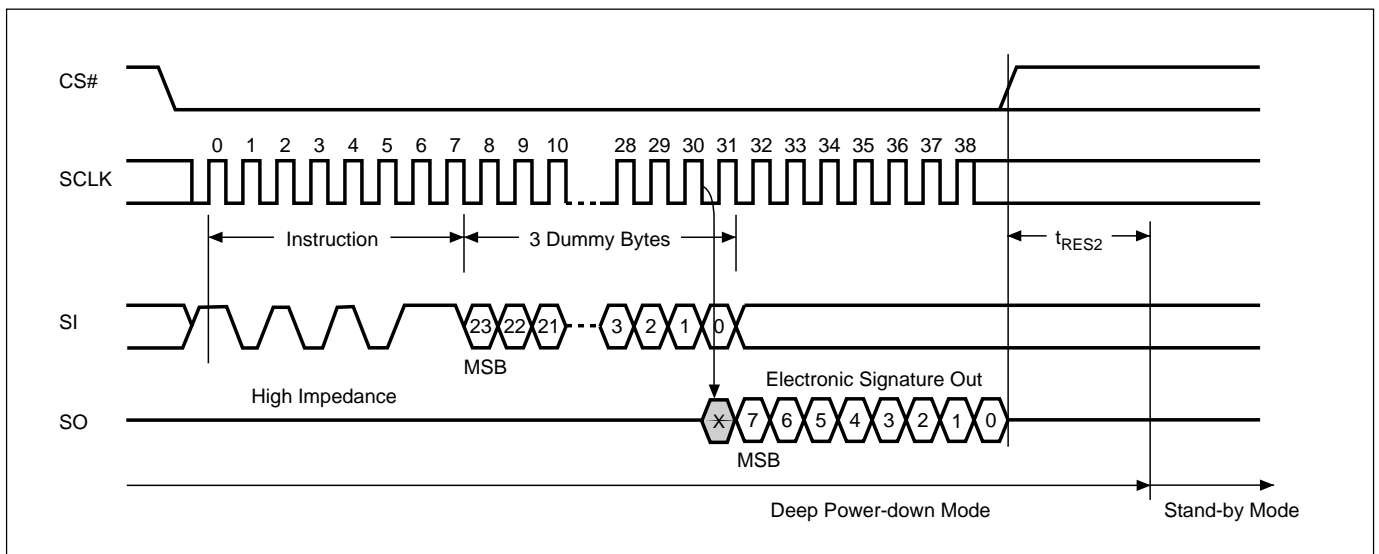 CS#
0 1 2 3 4 5 6 7 8 9 10 28 29 30 31 32 33 34 35 36 37 38
SCLK
Instruction 3 Dummy Bytes tRES2
SI 23 22 21 3 2 1 0
MSB
High Impedance Electronic Signature Out
SO X 7 6 5 4 3 2 1 0
MSB
Deep Power-down Mode Stand-by Mode